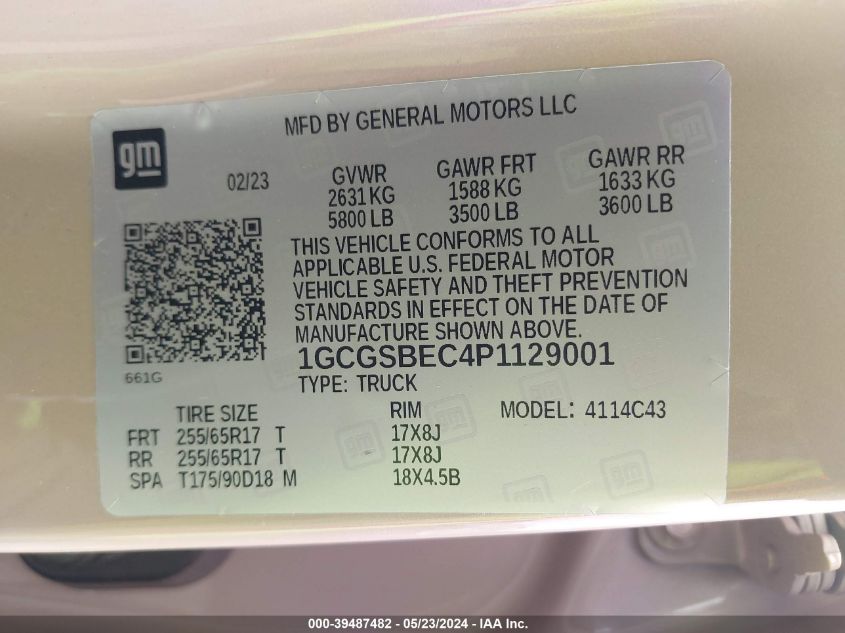 MFD BY GENERAL MOTORS LLC
gm
02/23
GVWR GAWR FRT GAWR RR
2631 KG 1588 KG 1633 KG
5800 LB 3500 LB 3600 LB
THIS VEHICLE CONFORMS TO ALL
APPLICABLE U.S. FEDERAL MOTOR
VEHICLE SAFETY AND THEFT PREVENTION
STANDARDS IN EFFECT ON THE DATE OF
MANUFACTURE SHOWN ABOVE.
1GCGSBEC4P1129001
661G
TYPE: TRUCK
TIRE SIZE RIM MODEL: 4114C43
FRT 255/65R17 T 17X8J
RR 255/65R17 T 17X8J
SPA T175/90D18 M 18X4.5B
000-39487482 - 05/23/2024 - IAA Inc.